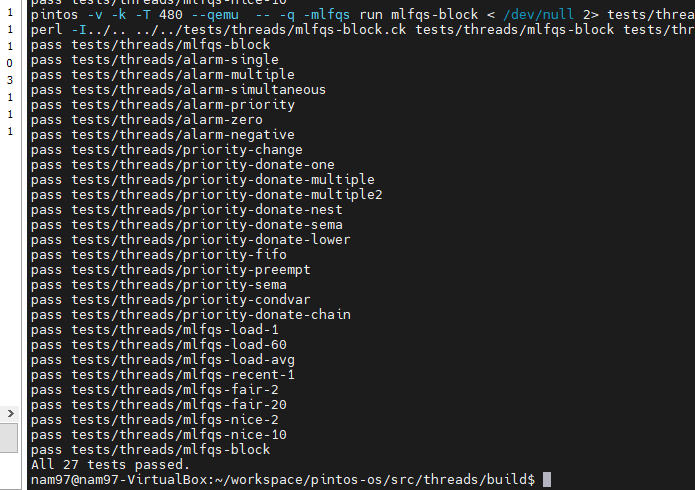 1
1
1
0
3
1
1
1
pintos -v -k -T 480 --qemu  -- -q -mlfqs run mlfqs-block < /dev/null 2> tests/threa
perl -I../.. ../../tests/threads/mlfqs-block.ck tests/threads/mlfqs-block tests/thr
pass tests/threads/mlfqs-block
pass tests/threads/alarm-single
pass tests/threads/alarm-multiple
pass tests/threads/alarm-simultaneous
pass tests/threads/alarm-priority
pass tests/threads/alarm-zero
pass tests/threads/alarm-negative
pass tests/threads/priority-change
pass tests/threads/priority-donate-one
pass tests/threads/priority-donate-multiple
pass tests/threads/priority-donate-multiple2
pass tests/threads/priority-donate-nest
pass tests/threads/priority-donate-sema
pass tests/threads/priority-donate-lower
pass tests/threads/priority-fifo
pass tests/threads/priority-preempt
pass tests/threads/priority-sema
pass tests/threads/priority-condvar
pass tests/threads/priority-donate-chain
pass tests/threads/mlfqs-load-1
pass tests/threads/mlfqs-load-60
pass tests/threads/mlfqs-load-avg
pass tests/threads/mlfqs-recent-1
pass tests/threads/mlfqs-fair-2
pass tests/threads/mlfqs-fair-20
pass tests/threads/mlfqs-nice-2
pass tests/threads/mlfqs-nice-10
pass tests/threads/mlfqs-block
All 27 tests passed.
nam97@nam97-VirtualBox:~/workspace/pintos-os/src/threads/build$